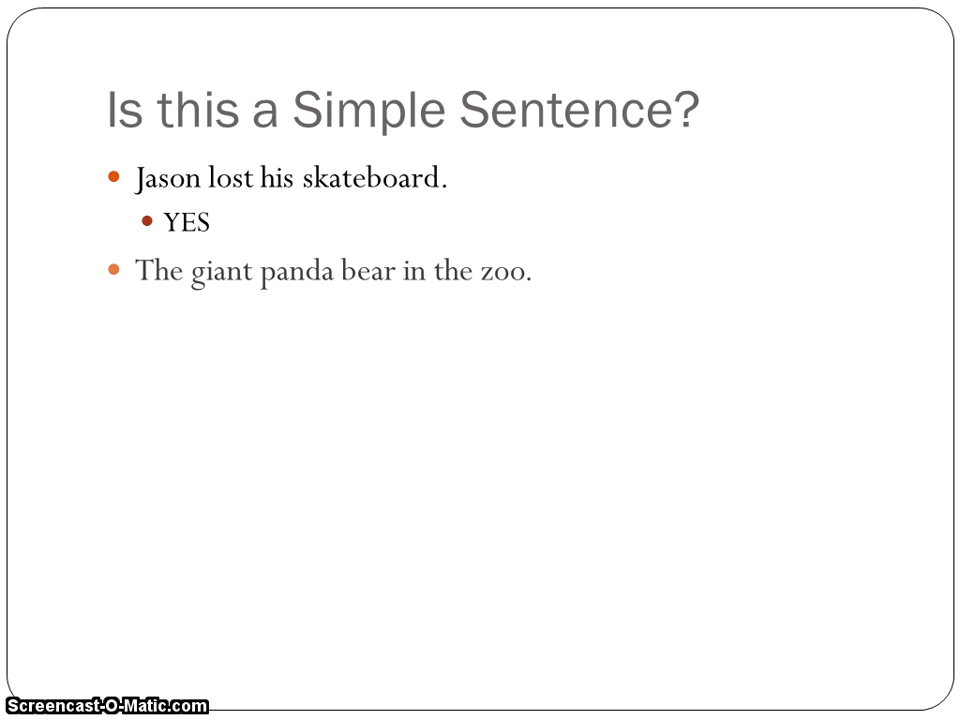 Is this a Simple Sentence?
Jason lost his skateboard.
YES
The giant panda bear in the zoo.
Screencast-O-Matic.com